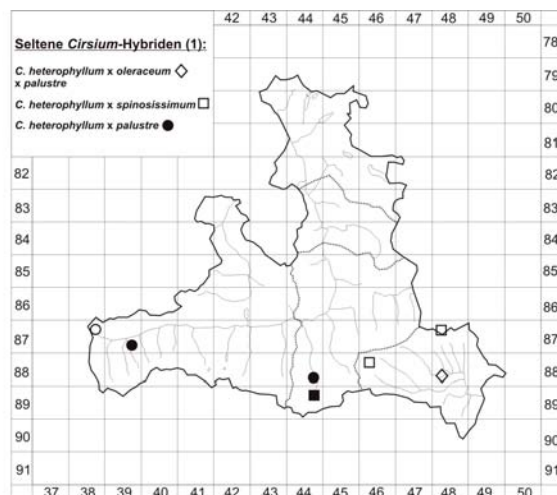 42 43 44 45 46 47 48 49 50
Seltene Cirsium-Hybriden (1):
C. heterophyllum x oleraceum
x palustre
C. heterophyllum x spinosissimum
C. heterophyllum x palustre
78
79
80
81
82 82
83 83
84 84
85 85
86 86
87 87
88 88
89 89
90 90
91 91
37 38 39 40 41 42 43 44 45 46 47 48 49 50